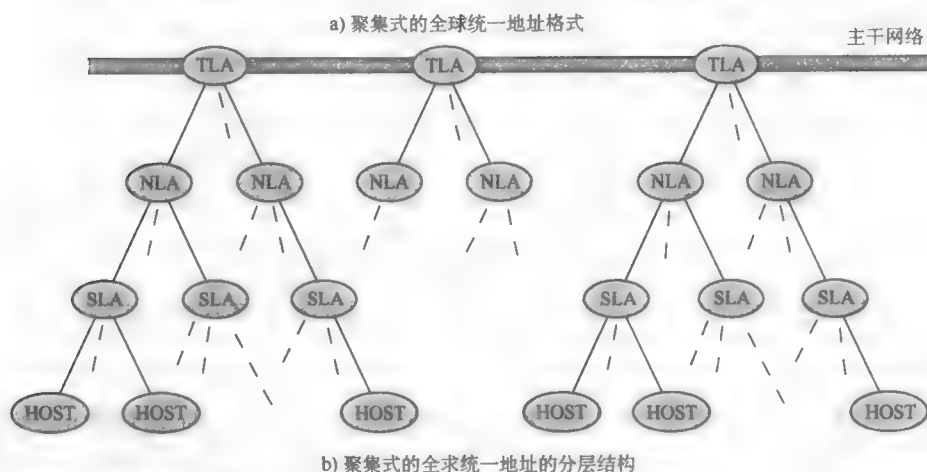 a) 聚集式的全球统一地址格式
主干网络
TLA TLA TLA
NLA NLA NLA NLA NLA NLA
SLA SLA SLA SLA SLA SLA
HOST HOST HOST HOST HOST HOST
b) 聚集式的全求统一地址的分层结构